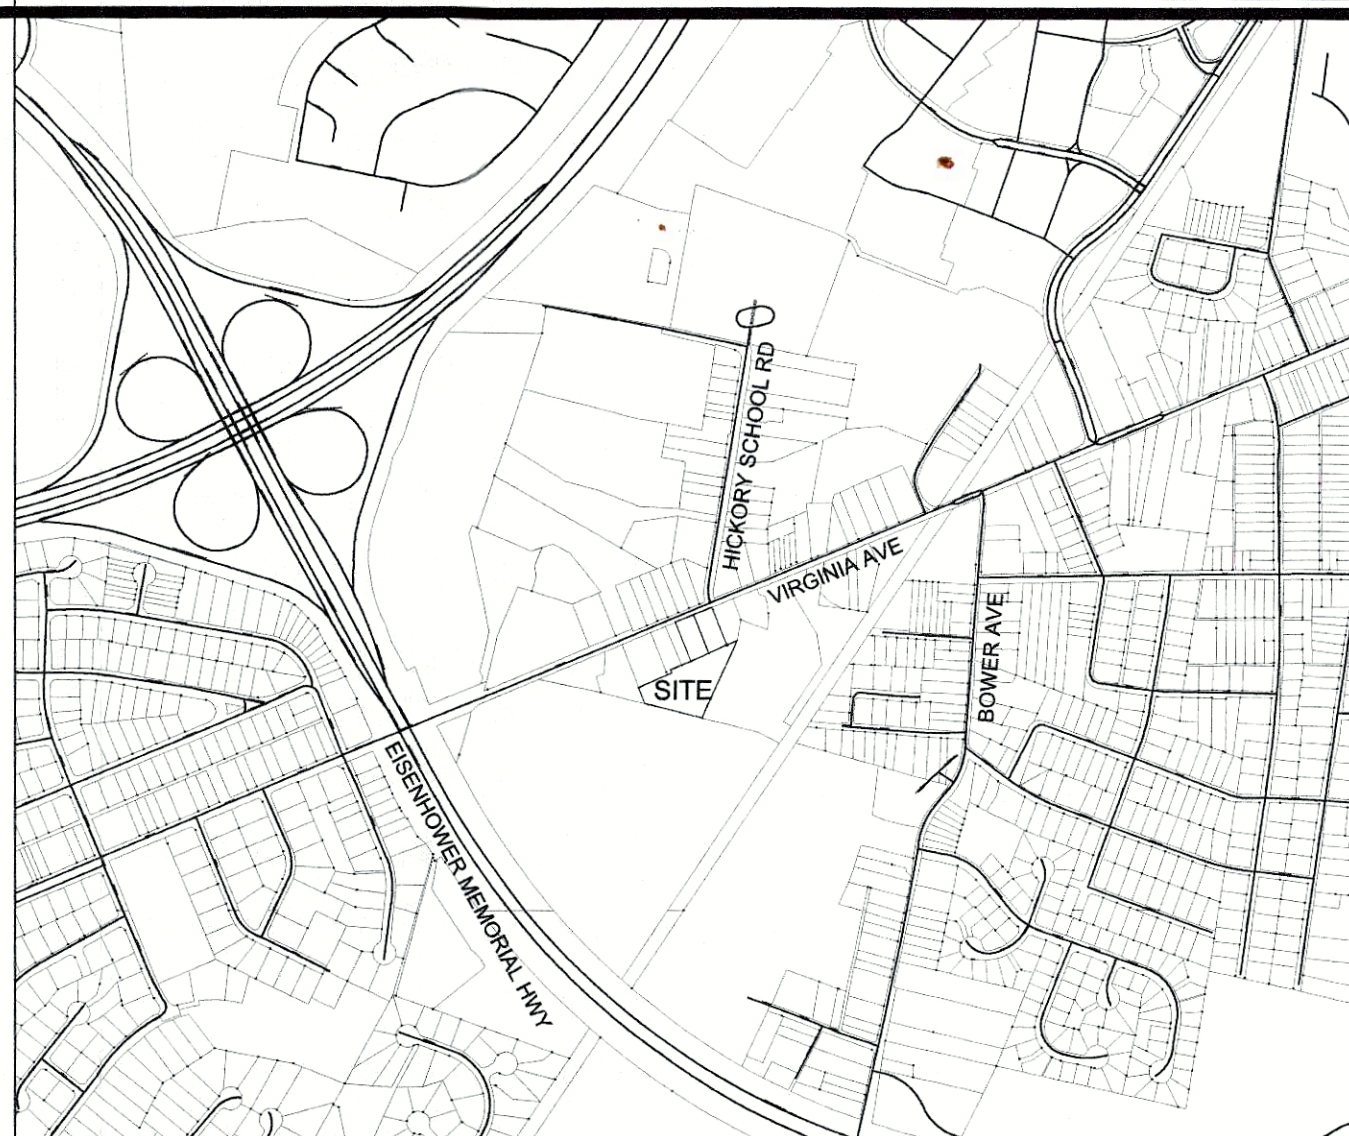 HICKORY SCHOOL RD
VIRGINIA AVE
SITE
BOWER AVE
EISENHOWER MEMORIAL HWY